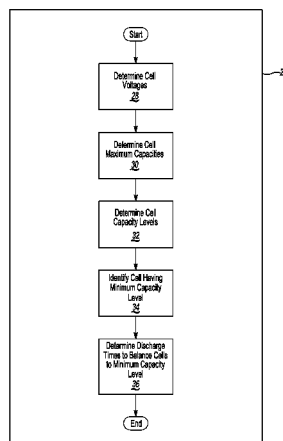 Start
Determine Cell
Voltages
28
Determine Cell
Maximum Capacities
30
Determine Cell
Capacity Levels
32
Identify Cell Having
Minimum Capacity
Level
34
Determine Discharge
Times to Balance Cells
to Minimum Capacity
Level
36
End